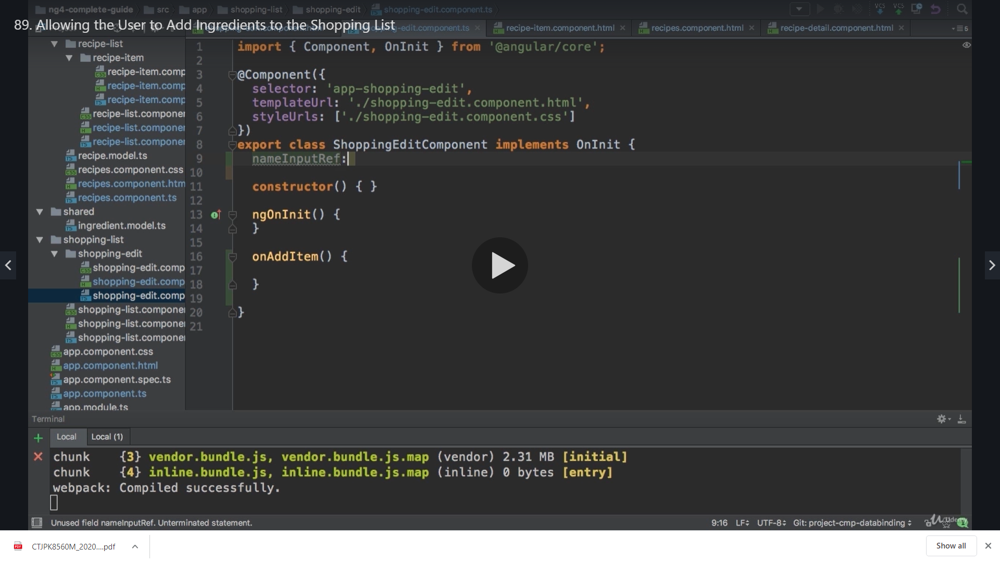 ng4-complete-guide src app shopping-list shopping-edit shopping-edit.component.ts
VCS VCS
89. Allowing the User to Add Ingredients to the Shopping List
recipe-item.component.html
recipes.component.html
recipe-detail.component.html
5
recipe-list
recipe-item
recipe-item.comp
recipe-item.comp
recipe-item.comp
recipe-list.componer
recipe-list.componer
recipe-list.componer
recipe.model.ts
recipes.component.css
recipes.component.htm
recipes.component.ts
shared
ingredient.model.ts
shopping-list
shopping-edit
shopping-edit.comp
shopping-edit.comp
shopping-edit.comp
shopping-list.componer
shopping-list.componer
shopping-list.componer
app.component.css
app.component.html
app.component.spec.ts
app.component.ts
app.module.ts
1 import { Component, OnInit } from '@angular/core';
2
3 @Component({
4 selector: 'app-shopping-edit',
5 templateUrl: './shopping-edit.component.html',
6 styleUrls: ['./shopping-edit.component.css']
7 })
8 export class ShoppingEditComponent implements OnInit {
9 nameInputRef:
10
11 constructor() { }
12
13 ngOnInit() {
14 }
15
16 onAddItem() {
17
18 }
19
20 }
21
Terminal
Local Local (1)
chunk {3} vendor.bundle.js, vendor.bundle.js.map (vendor) 2.31 MB [initial]
chunk {4} inline.bundle.js, inline.bundle.js.map (inline) 0 bytes [entry]
webpack: Compiled successfully.
Unused field nameInputRef. Unterminated statement.
9:16 LF UTF-8 Git: project-cmp-databinding
Udemy
CTJPK8560M_2020....pdf
Show all